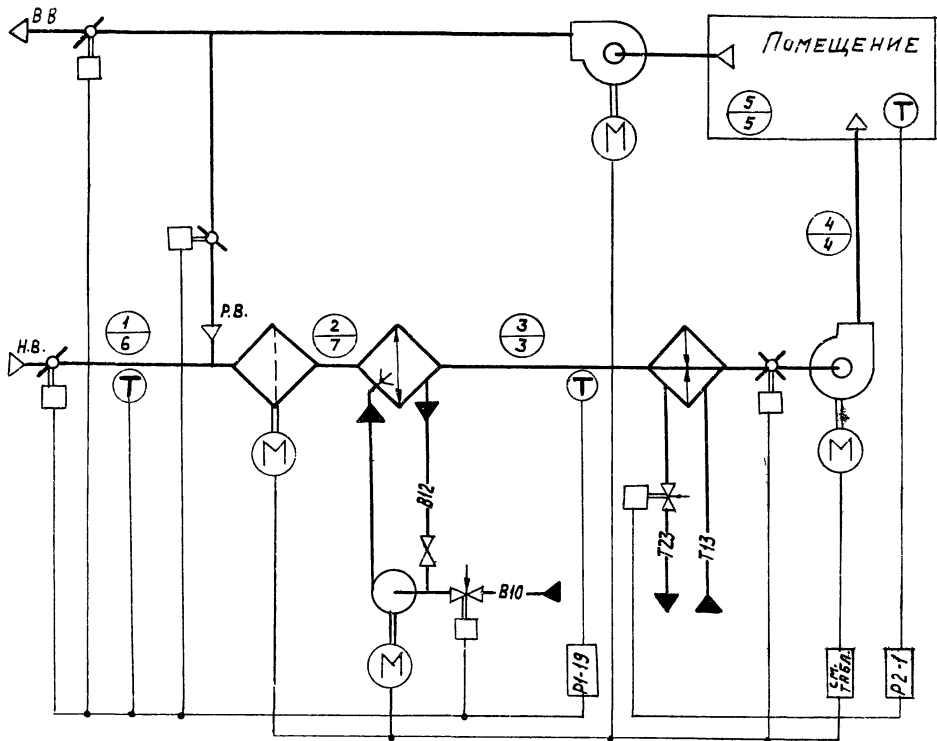 ВВ
ПОМЕЩЕНИЕ
5
5
Т
М
4
4
Р.В.
Н.В.
1
6
2
7
3
3
Т
Т
М
М
В12
Т23
Т13
В10
М
Р1-19
СМ.
ТАБЛ.
Р2-1